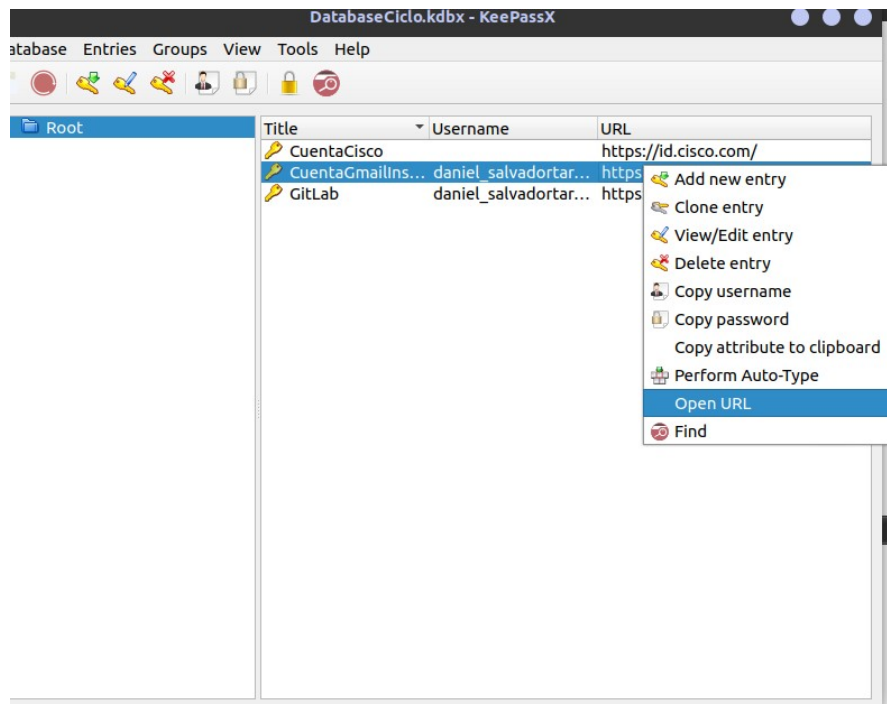 DatabaseCiclo.kdbx - KeePassX
atabase Entries Groups View Tools Help
Root
Title Username URL
CuentaCisco https://id.cisco.com/
CuentaGmailIns... daniel_salvadortar... https
GitLab daniel_salvadortar... https
Add new entry
Clone entry
View/Edit entry
Delete entry
Copy username
Copy password
Copy attribute to clipboard
Perform Auto-Type
Open URL
Find